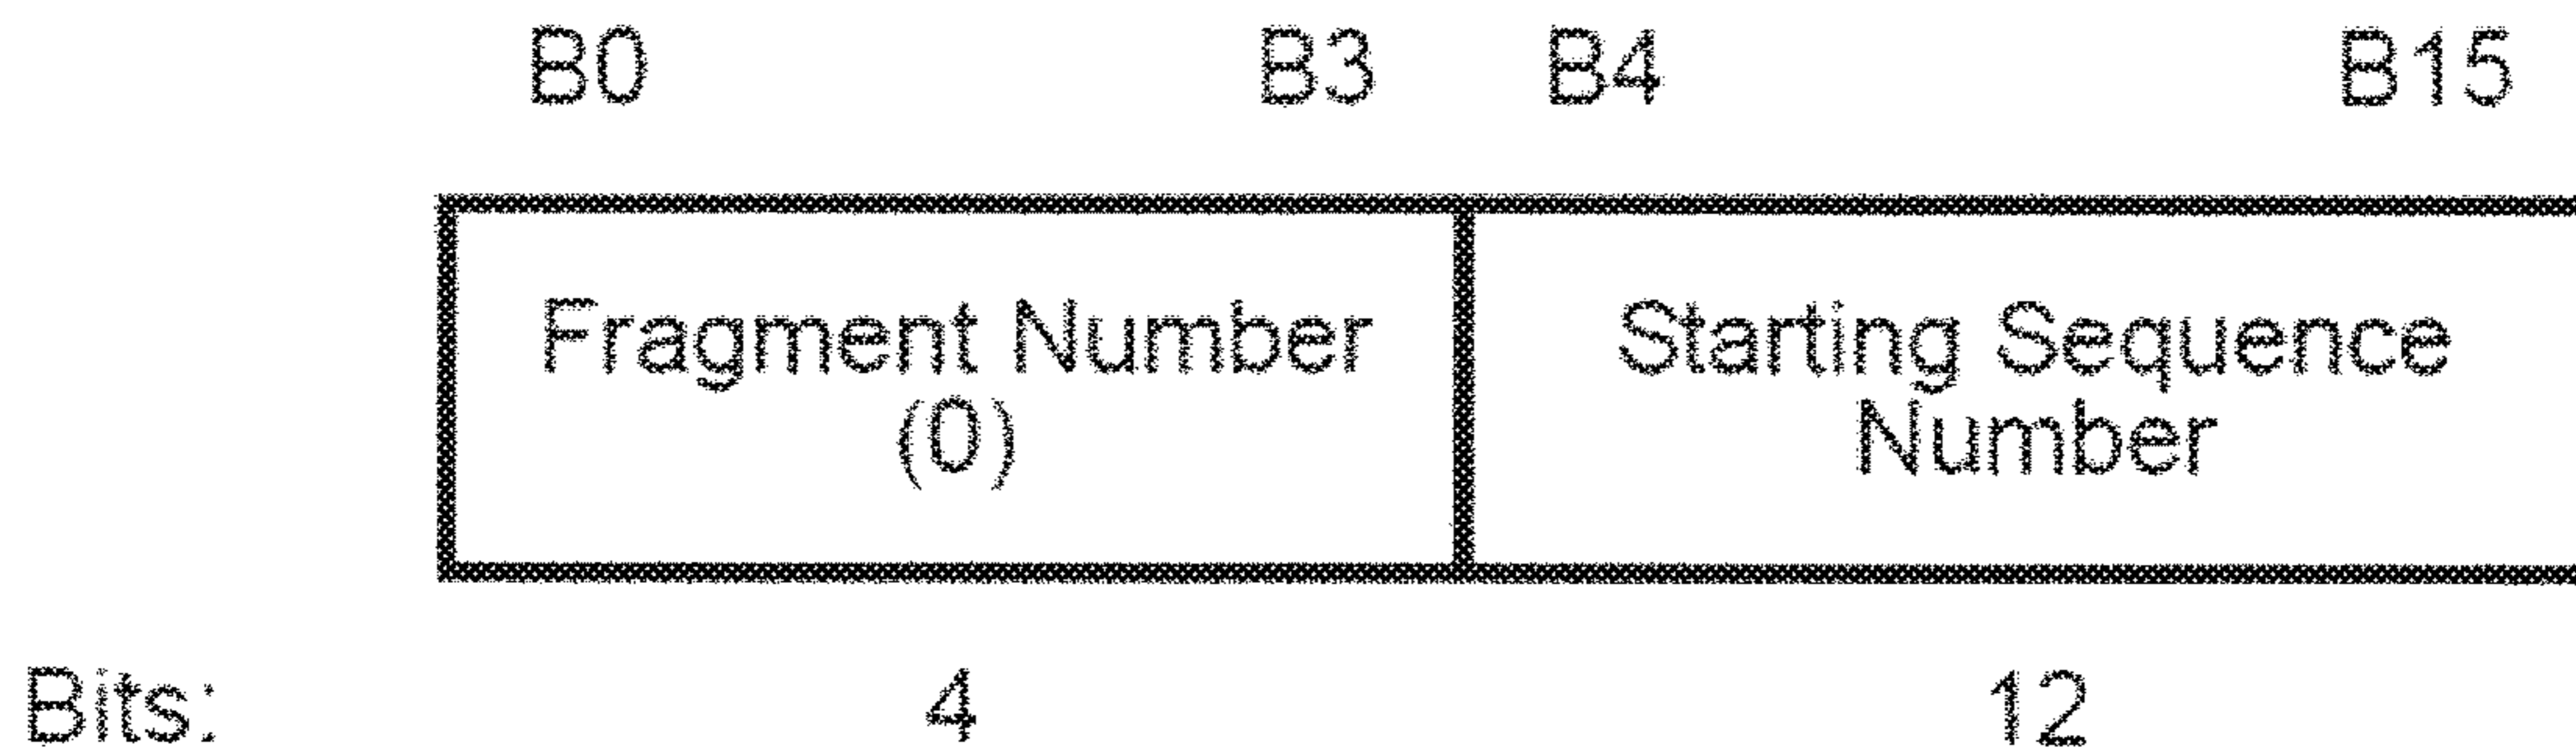 B0 B3 B4 B15
Fragment Number Starting Sequence
(0) Number
Bits: 4 12